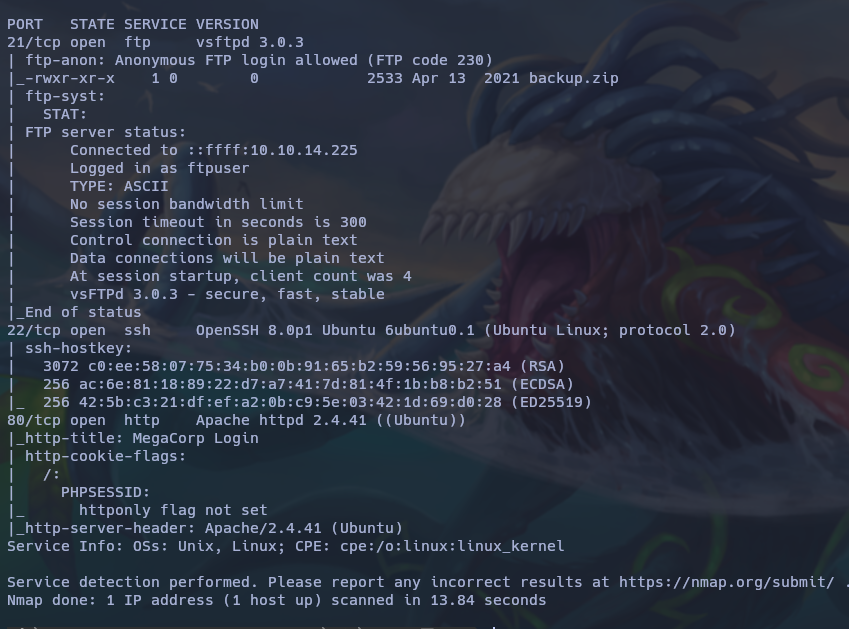 PORT   STATE SERVICE VERSION
21/tcp open  ftp     vsftpd 3.0.3
| ftp-anon: Anonymous FTP login allowed (FTP code 230)
|_-rwxr-xr-x    1 0        0            2533 Apr 13  2021 backup.zip
| ftp-syst:
|   STAT:
| FTP server status:
|      Connected to ::ffff:10.10.14.225
|      Logged in as ftpuser
|      TYPE: ASCII
|      No session bandwidth limit
|      Session timeout in seconds is 300
|      Control connection is plain text
|      Data connections will be plain text
|      At session startup, client count was 4
|      vsFTPd 3.0.3 - secure, fast, stable
|_End of status
22/tcp open  ssh     OpenSSH 8.0p1 Ubuntu 6ubuntu0.1 (Ubuntu Linux; protocol 2.0)
| ssh-hostkey:
|   3072 c0:ee:58:07:75:34:b0:0b:91:65:b2:59:56:95:27:a4 (RSA)
|   256 ac:6e:81:18:89:22:d7:a7:41:7d:81:4f:1b:b8:b2:51 (ECDSA)
|_  256 42:5b:c3:21:df:ef:a2:0b:c9:5e:03:42:1d:69:d0:28 (ED25519)
80/tcp open  http    Apache httpd 2.4.41 ((Ubuntu))
|_http-title: MegaCorp Login
| http-cookie-flags:
|   /:
|     PHPSESSID:
|_      httponly flag not set
|_http-server-header: Apache/2.4.41 (Ubuntu)
Service Info: OSs: Unix, Linux; CPE: cpe:/o:linux:linux_kernel

Service detection performed. Please report any incorrect results at https://nmap.org/submit/ .
Nmap done: 1 IP address (1 host up) scanned in 13.84 seconds